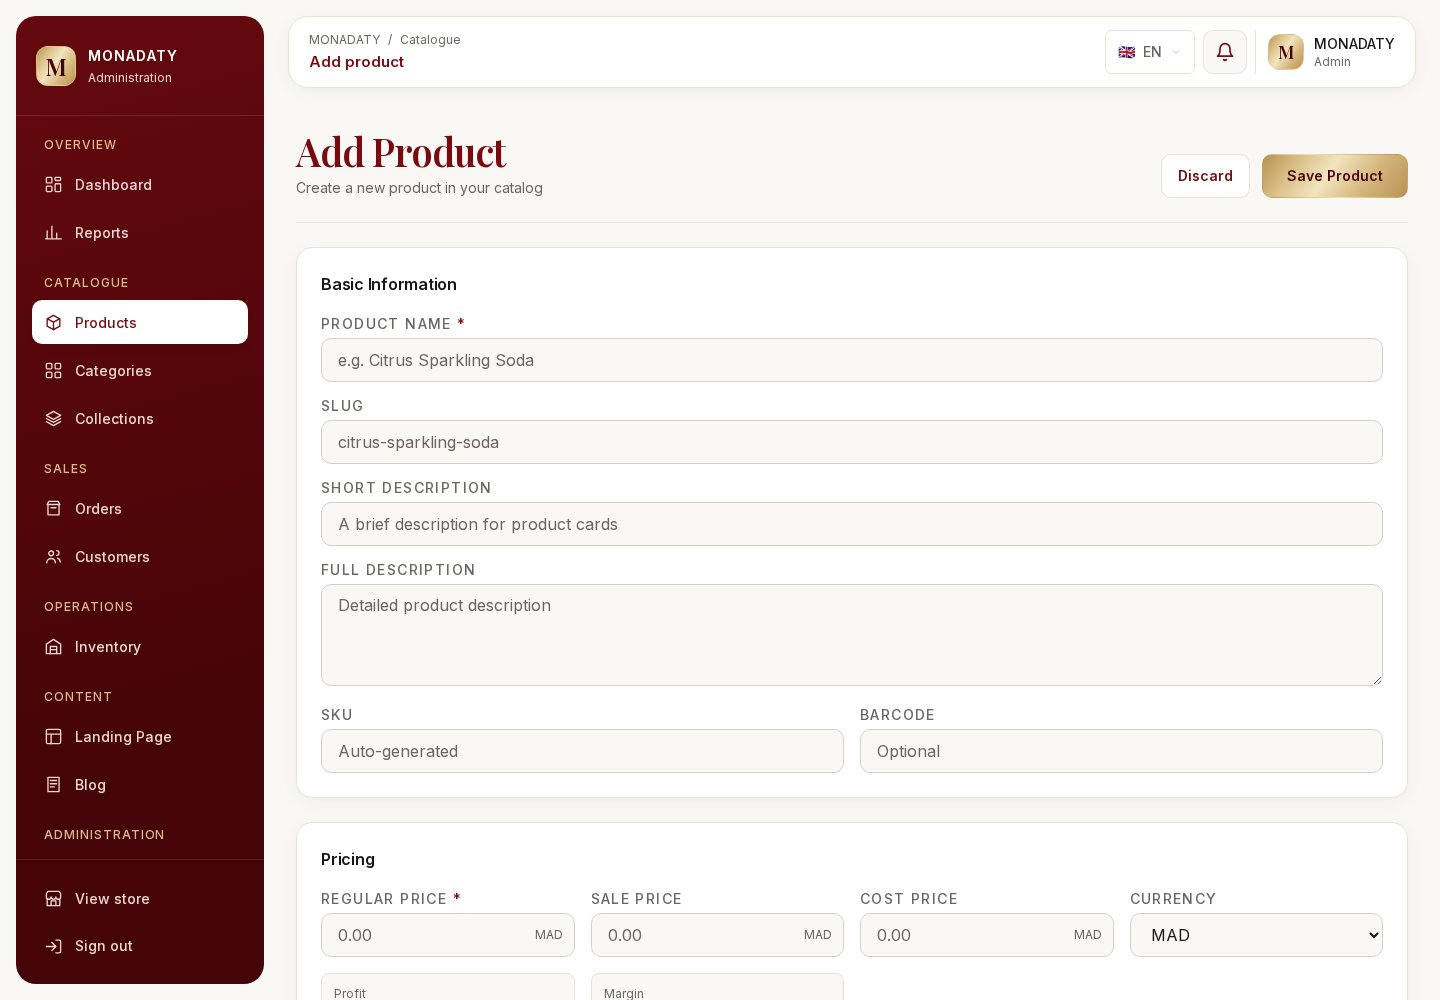 M
MONADATY
Administration
OVERVIEW
Dashboard
Reports
CATALOGUE
Products
Categories
Collections
SALES
Orders
Customers
OPERATIONS
Inventory
CONTENT
Landing Page
Blog
ADMINISTRATION
View store
Sign out
MONADATY / Catalogue
Add product
EN
M
MONADATY
Admin
Add Product
Create a new product in your catalog
Discard
Save Product
Basic Information
PRODUCT NAME *
e.g. Citrus Sparkling Soda
SLUG
citrus-sparkling-soda
SHORT DESCRIPTION
A brief description for product cards
FULL DESCRIPTION
Detailed product description
SKU
BARCODE
Auto-generated
Optional
Pricing
REGULAR PRICE *
SALE PRICE
COST PRICE
CURRENCY
0.00 MAD
0.00 MAD
0.00 MAD
MAD
Profit
Margin